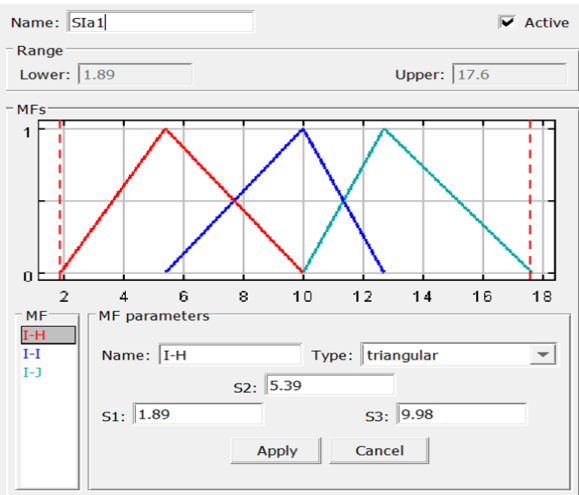 Name: SIa1 Active
Range
Lower: 1.89 Upper: 17.6
MFs
1
0
2 4 6 8 10 12 14 16 18
MF
I-H
I-I
I-J
MF parameters
Name: I-H Type: triangular
S2: 5.39
S1: 1.89 S3: 9.98
Apply Cancel